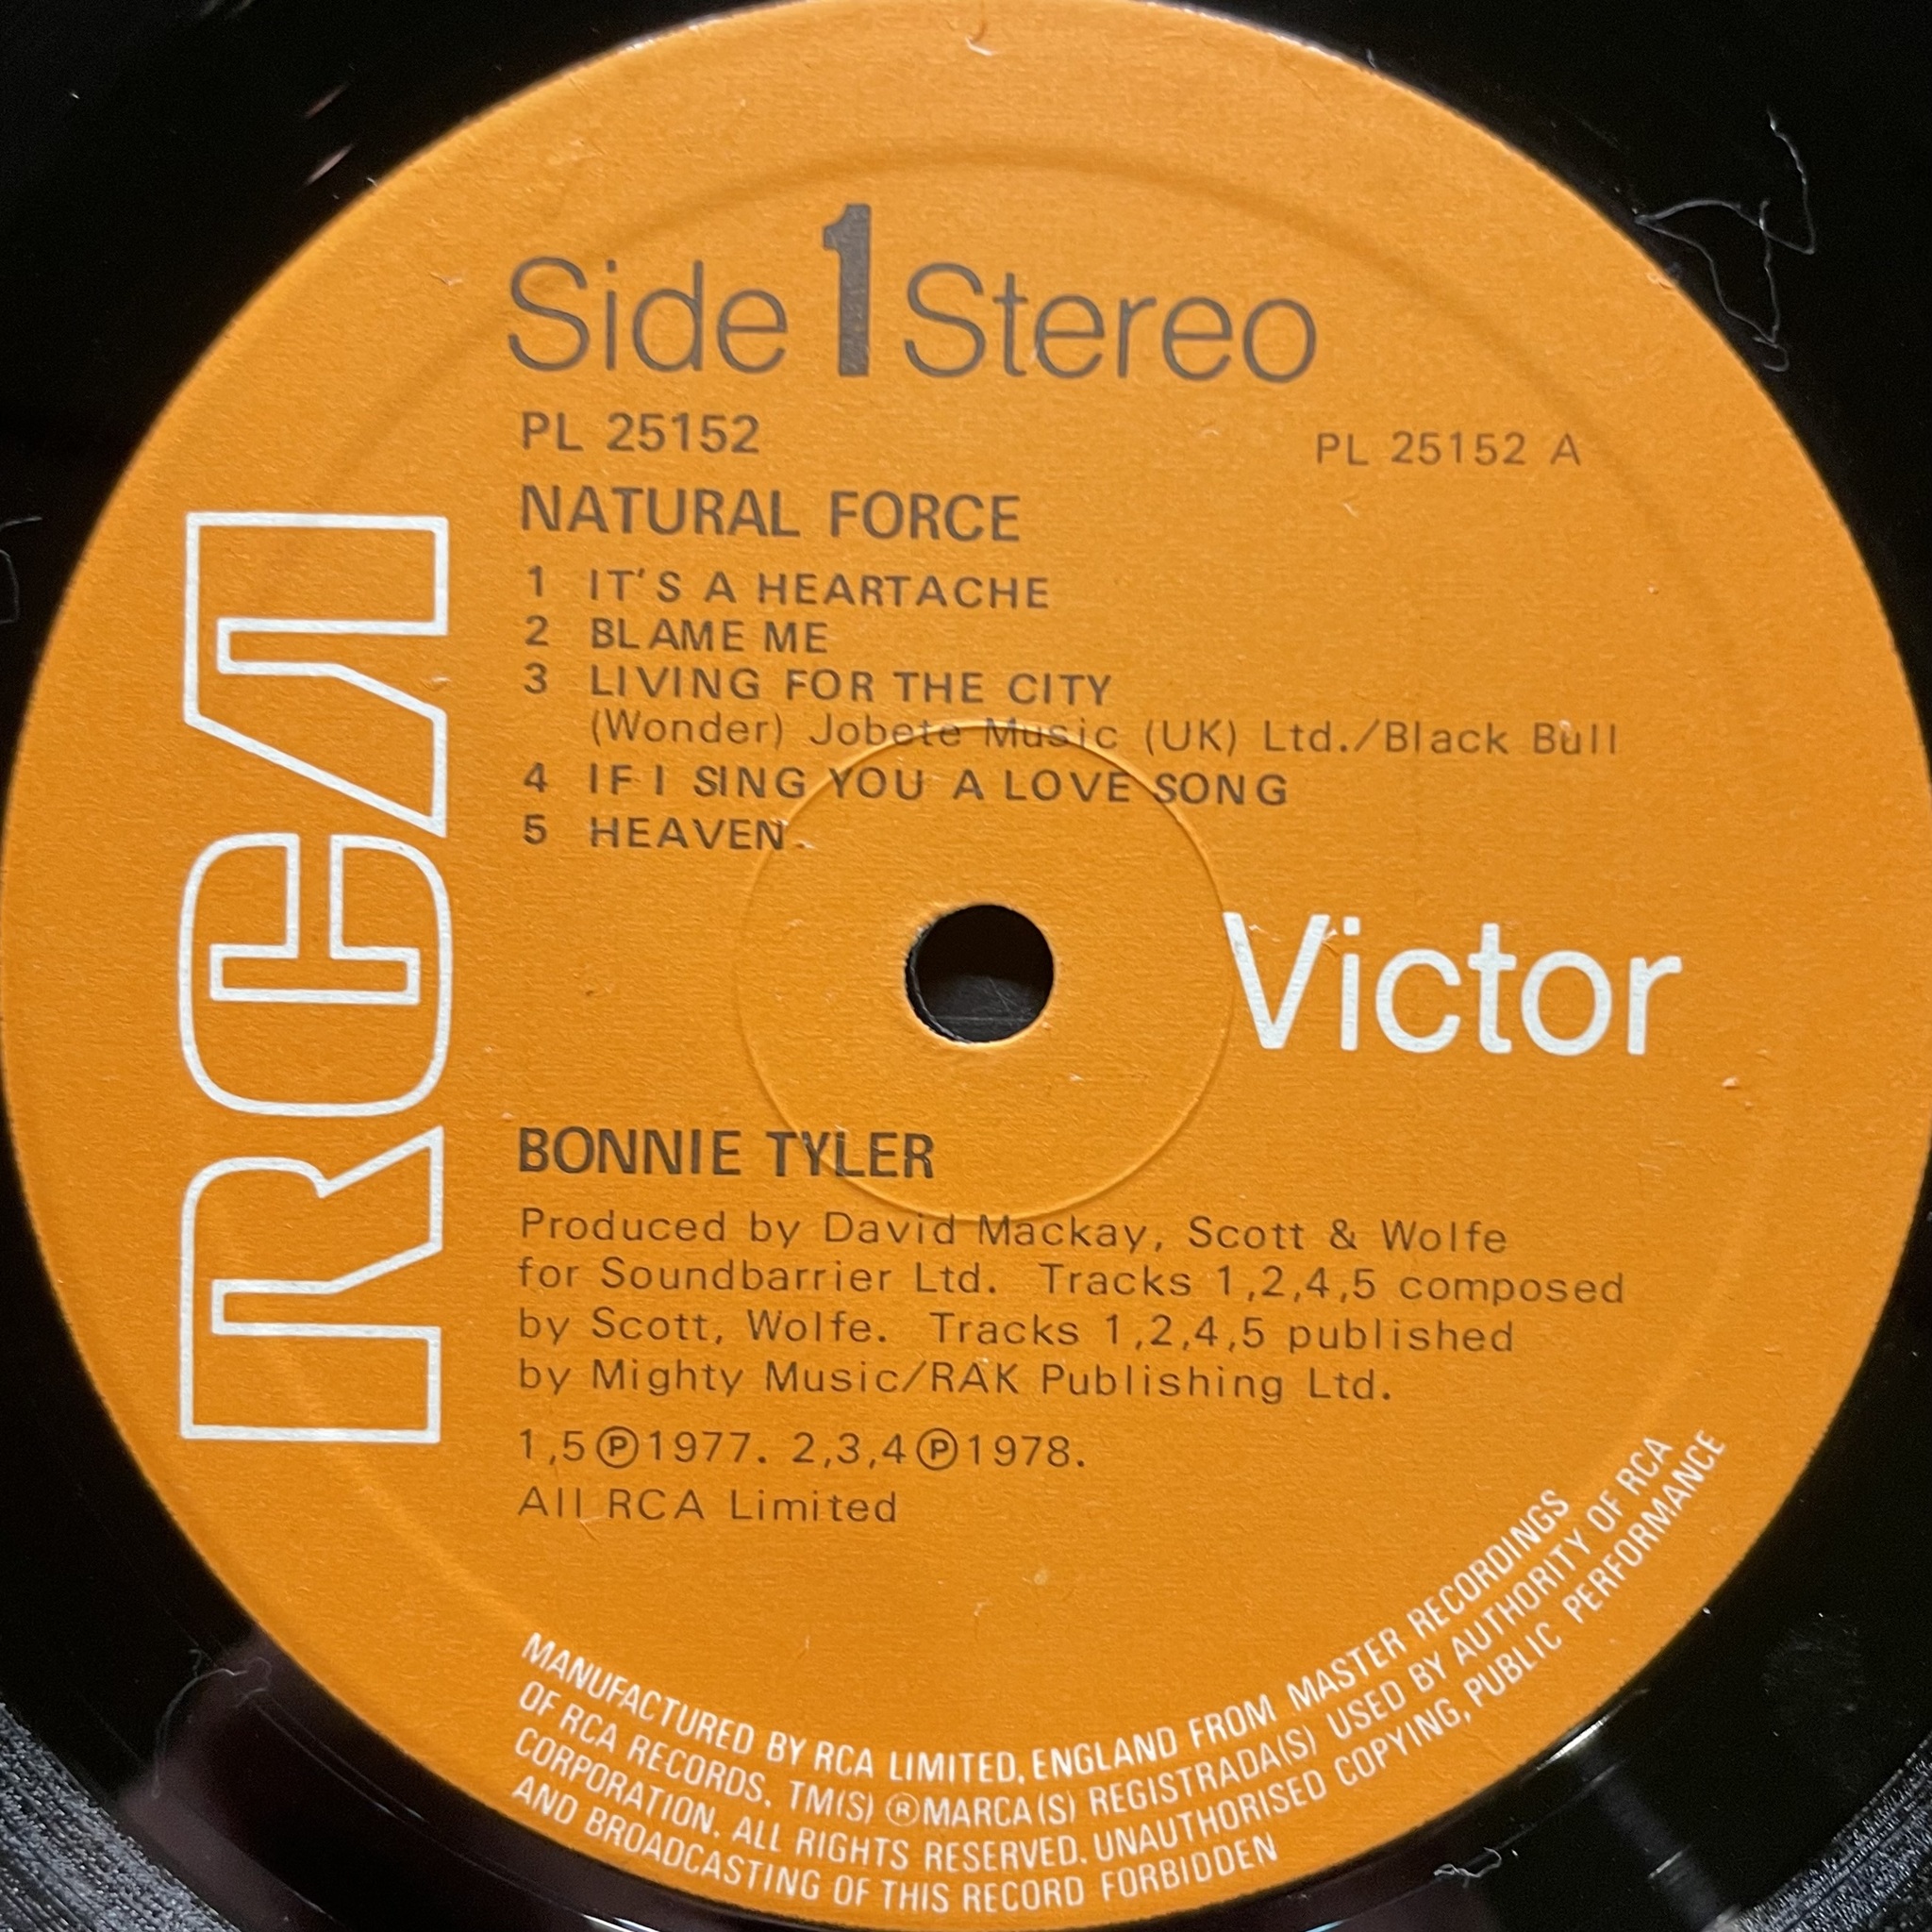 Side 1 Stereo
PL 25152 PL 25152 A
NATURAL FORCE
1 IT'S A HEARTACHE
2 BLAME ME
3 LIVING FOR THE CITY
(Wonder) Jobete Music (UK) Ltd./Black Bull
4 IF I SING YOU A LOVE SONG
5 HEAVEN
RCA
Victor
BONNIE TYLER
Produced by David Mackay, Scott & Wolfe
for Soundbarrier Ltd. Tracks 1,2,4,5 composed
by Scott, Wolfe. Tracks 1,2,4,5 published
by Mighty Music/RAK Publishing Ltd.
1,5Ⓟ1977. 2,3,4Ⓟ1978.
All RCA Limited
MANUFACTURED BY RCA LIMITED, ENGLAND FROM MASTER RECORDINGS
OF RCA RECORDS. TM(S) ®MARCA(S) REGISTRADA(S) USED BY AUTHORITY OF RCA
CORPORATION. ALL RIGHTS RESERVED. UNAUTHORISED COPYING, PUBLIC PERFORMANCE
AND BROADCASTING OF THIS RECORD FORBIDDEN